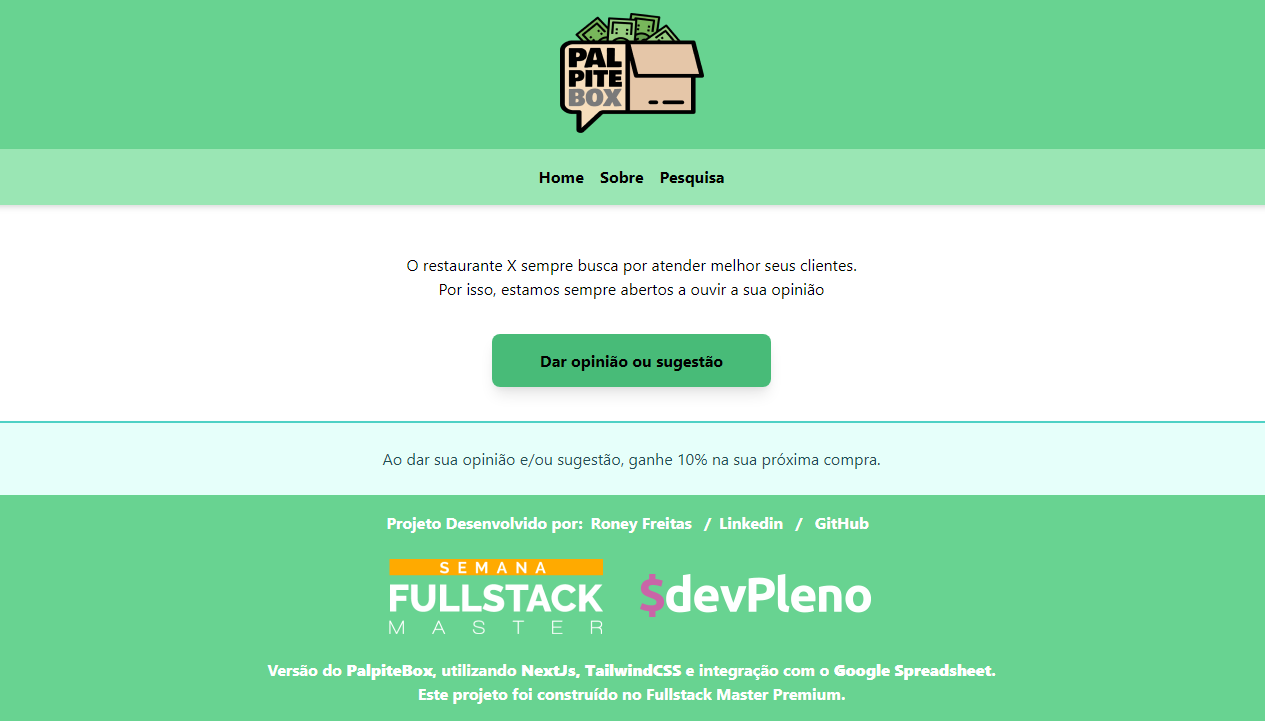 PAL
PITE
BOX
Home Sobre Pesquisa
O restaurante X sempre busca por atender melhor seus clientes.
Por isso, estamos sempre abertos a ouvir a sua opinião
Dar opinião ou sugestão
Ao dar sua opinião e/ou sugestão, ganhe 10% na sua próxima compra.
Projeto Desenvolvido por: Roney Freitas / Linkedin / GitHub
SEMANA
FULLSTACK
MASTER
$devPleno
Versão do PalpiteBox, utilizando NextJs, TailwindCSS e integração com o Google Spreadsheet.
Este projeto foi construído no Fullstack Master Premium.